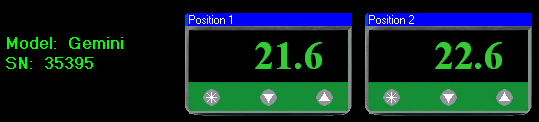 Model: Gemini
SN: 35395
Position 1
21.6
Position 2
22.6